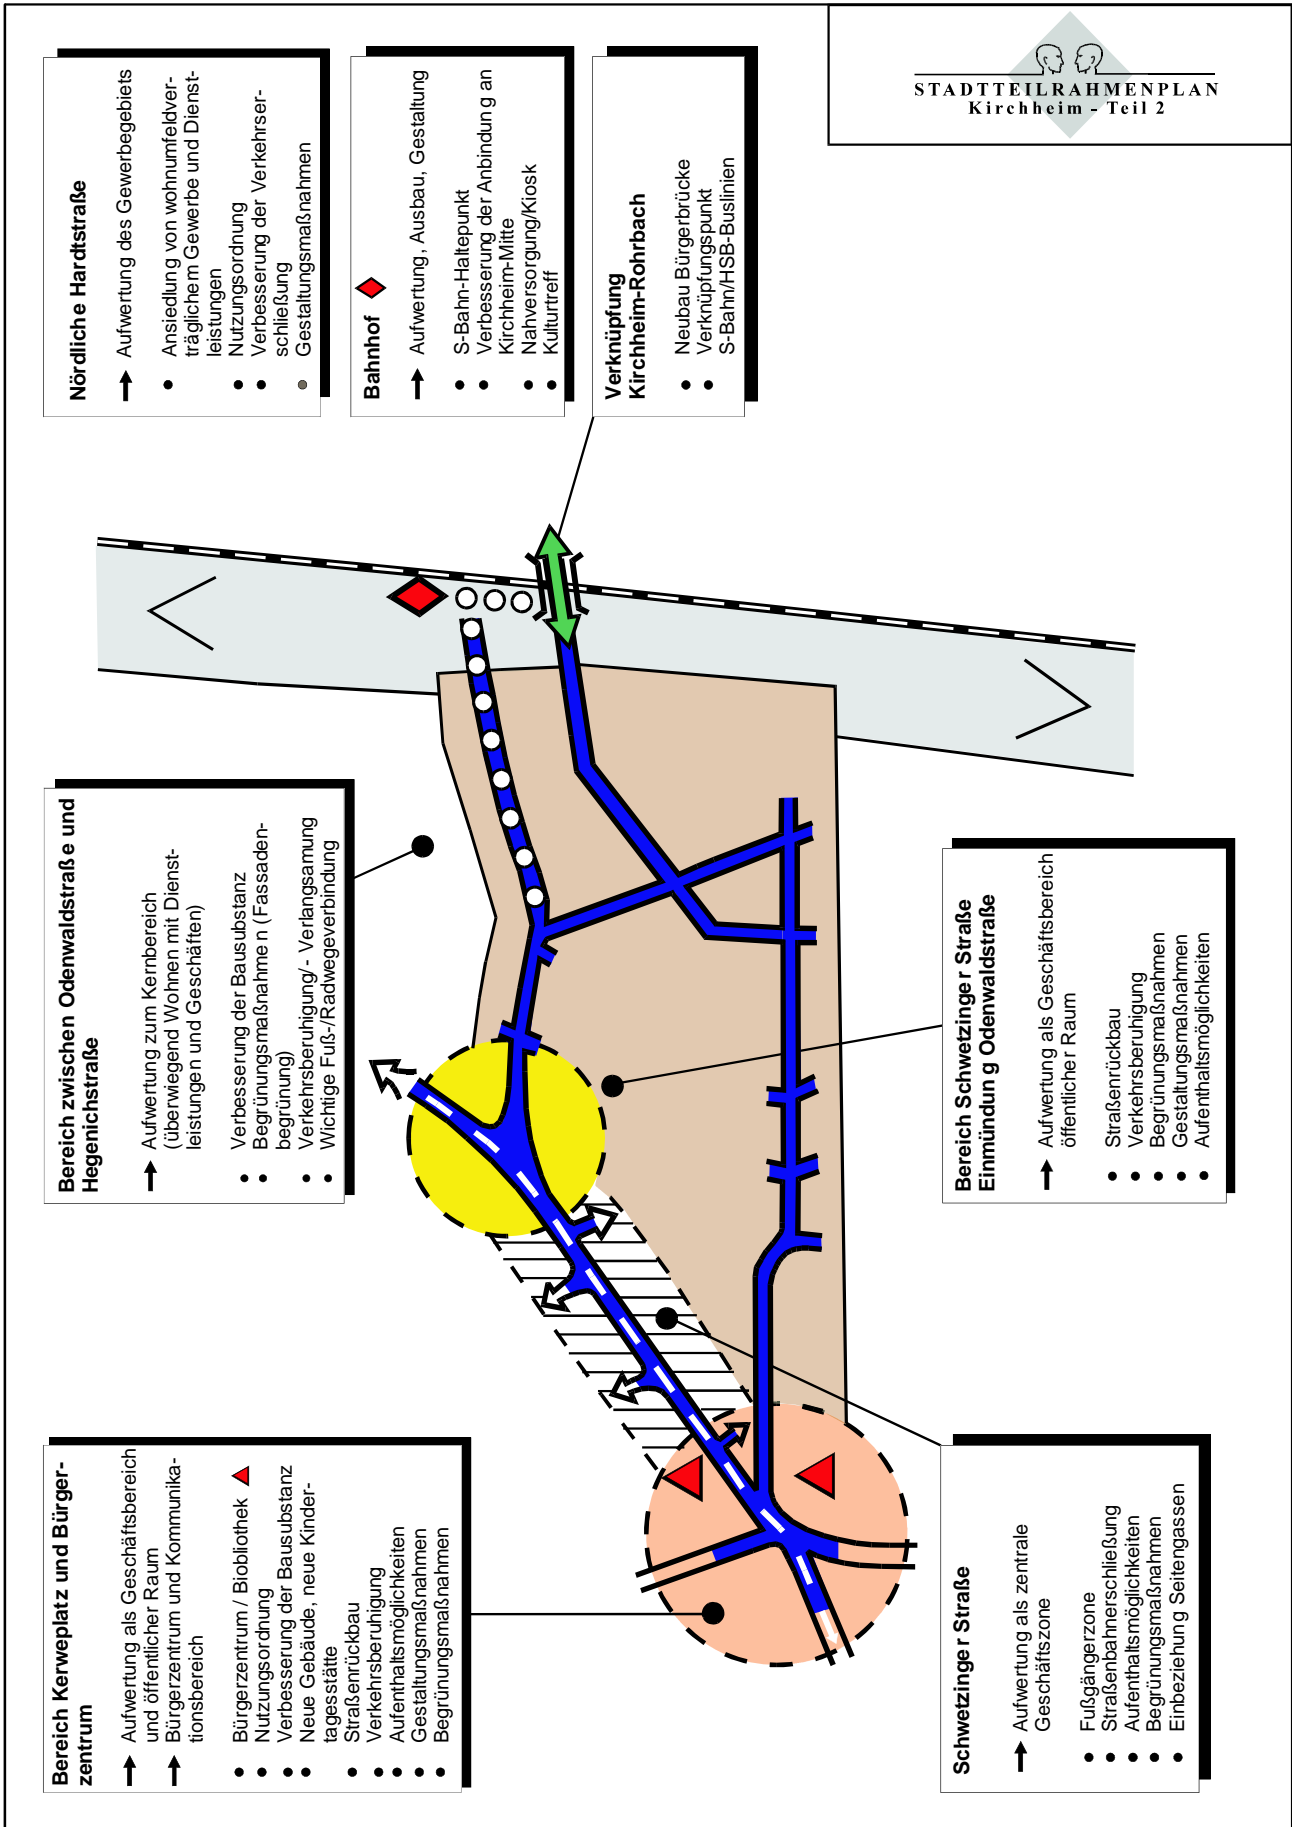 STADTTEILRAHMENPLAN
Kirchheim - Teil 2
Bereich Kerweplatz und Bürger-
zentrum
Aufwertung als Geschäftsbereich
und öffentlicher Raum
Bürgerzentrum und Kommunika-
tionsbereich
Bürgerzentrum / Biobliothek
Nutzungsordnung
Verbesserung der Bausubstanz
Neue Gebäude, neue Kinder-
tagesstätte
Straßenrückbau
Verkehrsberuhigung
Aufenthaltsmöglichkeiten
Gestaltungsmaßnahmen
Begrünungsmaßnahmen
Bereich zwischen Odenwaldstraße und
Hegenichstraße
Aufwertung zum Kernbereich
(überwiegend Wohnen mit Dienst-
leistungen und Geschäften)
Verbesserung der Bausubstanz
Begrünungsmaßnahme n (Fassaden-
begrünung)
Verkehrsberuhigung/- Verlangsamung
Wichtige Fuß-/Radwegeverbindung
Nördliche Hardtstraße
Aufwertung des Gewerbegebiets
Ansiedlung von wohnumfeldver-
träglichem Gewerbe und Dienst-
leistungen
Nutzungsordnung
Verbesserung der Verkehrser-
schließung
Gestaltungsmaßnahmen
Bahnhof
Aufwertung, Ausbau, Gestaltung
S-Bahn-Haltepunkt
Verbesserung der Anbindun g an
Kirchheim-Mitte
Nahversorgung/Kiosk
Kulturtreff
Verknüpfung
Kirchheim-Rohrbach
Neubau Bürgerbrücke
Verknüpfungspunkt
S-Bahn/HSB-Buslinien
Schwetzinge r Straße
Aufwertung als zentrale
Geschäftszone
Fußgängerzone
Straßenbahnerschließung
Aufenthaltsmöglichkeiten
Begrünungsmaßnahmen
Einbeziehung Seitengassen
Bereich Schwetzinge r Straße
Einmündun g Odenwaldstraße
Aufwertung als Geschäftsbereich
öffentlicher Raum
Straßenrückbau
Verkehrsberuhigung
Begrünungsmaßnahmen
Gestaltungsmaßnahmen
Aufenthaltsmöglichkeiten